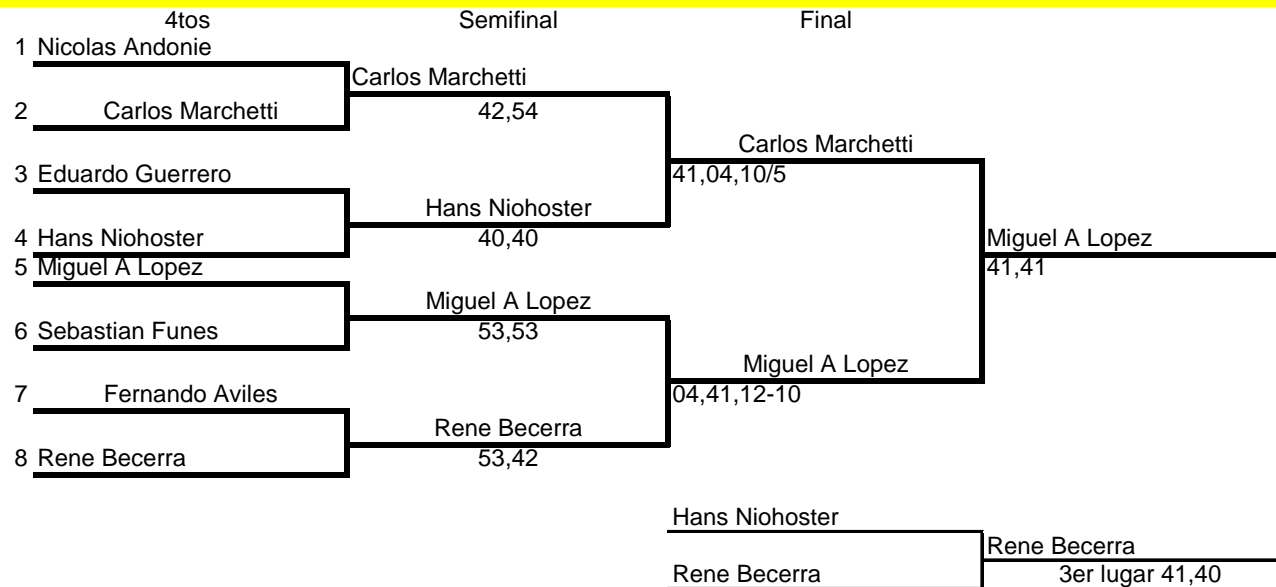 4tos Semifinal Final
1 Nicolas Andonie
Carlos Marchetti
2 Carlos Marchetti 42,54
Carlos Marchetti
3 Eduardo Guerrero 41,04,10/5
Hans Niohoster
4 Hans Niohoster 40,40 Miguel A Lopez
5 Miguel A Lopez 41,41
Miguel A Lopez
6 Sebastian Funes 53,53
Miguel A Lopez
7 Fernando Aviles 04,41,12-10
Rene Becerra
8 Rene Becerra 53,42
Hans Niohoster
Rene Becerra
Rene Becerra 3er lugar 41,40